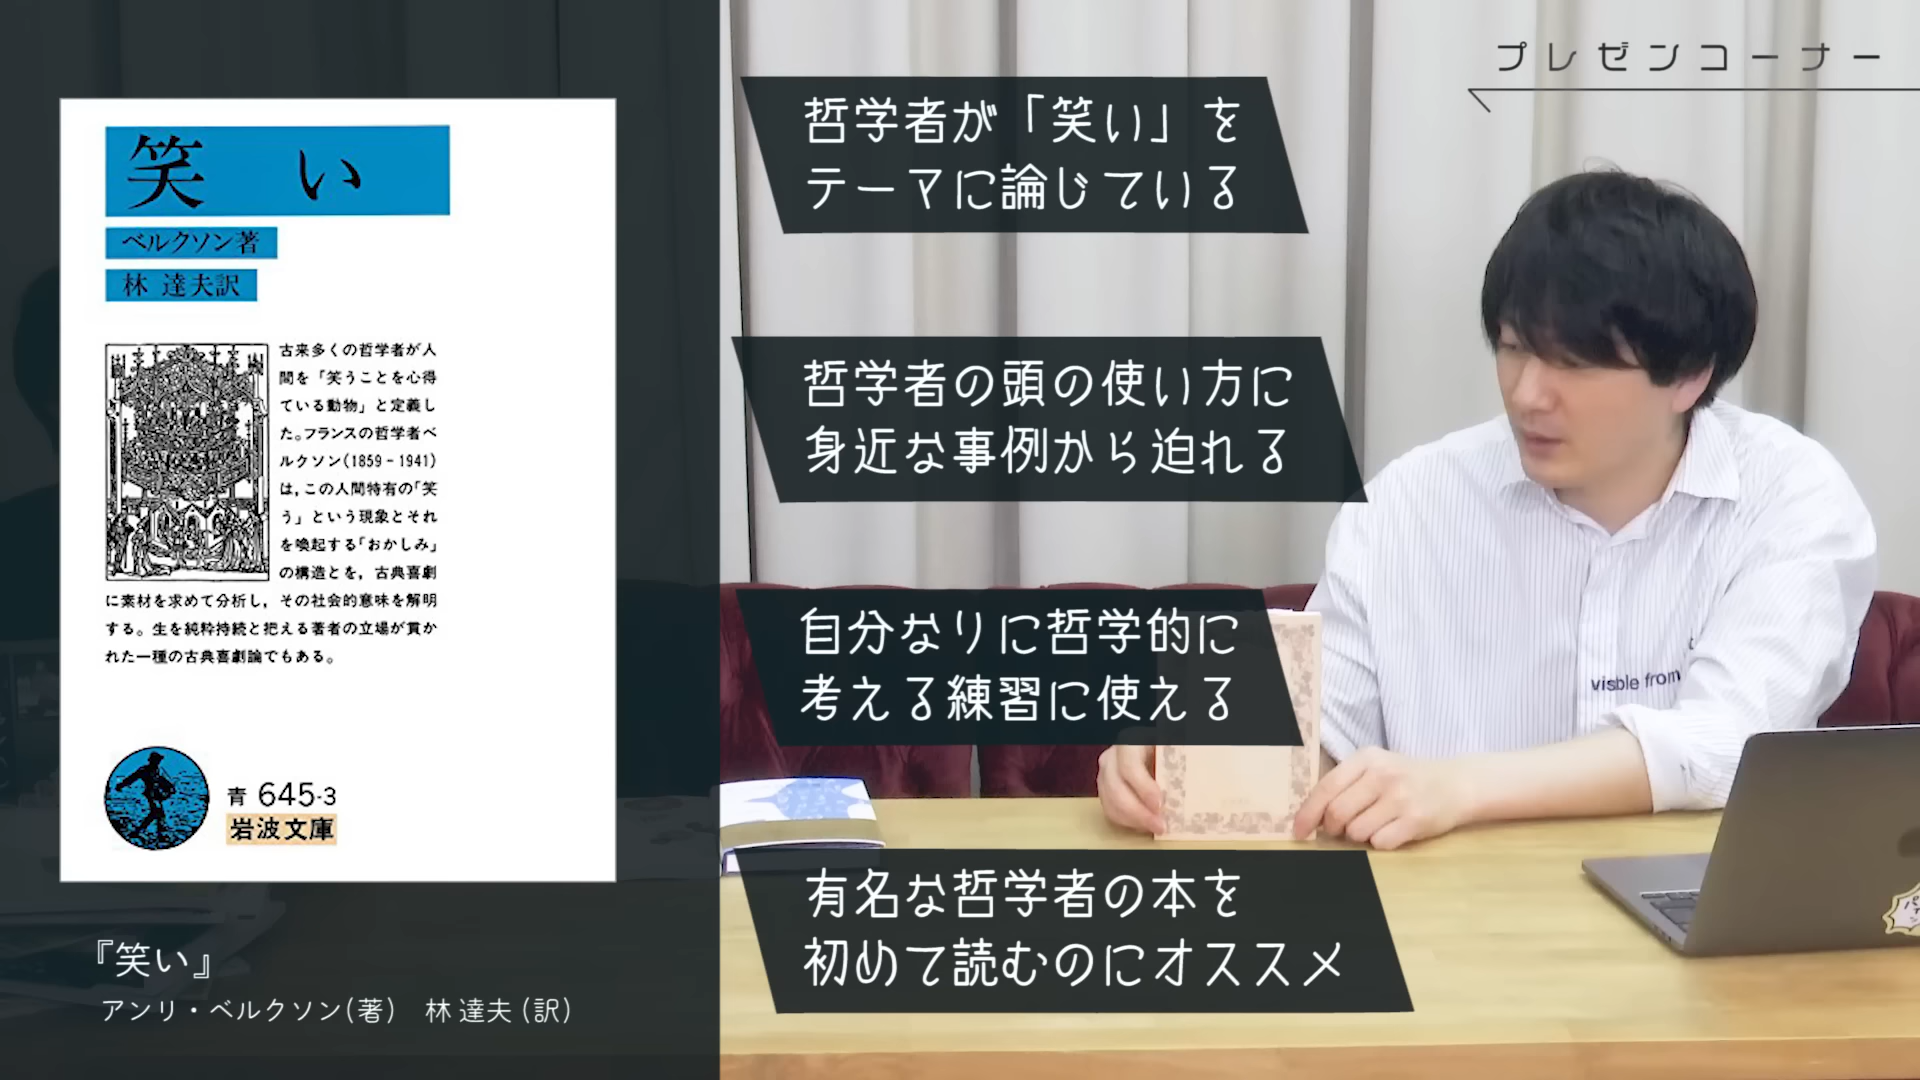 プレゼンコーナー
笑い
ベルクソン著
林 達夫訳
古来多くの哲学者が人
間を「笑うことを心得
ている動物」と定義し
た。フランスの哲学者ベ
ルクソン(1859-1941)
は,この人間特有の「笑
う」という現象とそれ
を喚起する「おかしみ」
の構造とを,古典喜劇
に素材を求めて分析し,その社会的意味を解明
する。生を純粋持続と把える著者の立場が貫か
れた一種の古典喜劇論でもある。
青 645-3
岩波文庫
『笑い』
アンリ・ベルクソン(著) 林 達夫(訳)
哲学者が「笑い」を
テーマに論じている
哲学者の頭の使い方に
身近な事例から迫れる
自分なりに哲学的に
考える練習に使える
有名な哲学者の本を
初めて読むのにオススメ
visible from